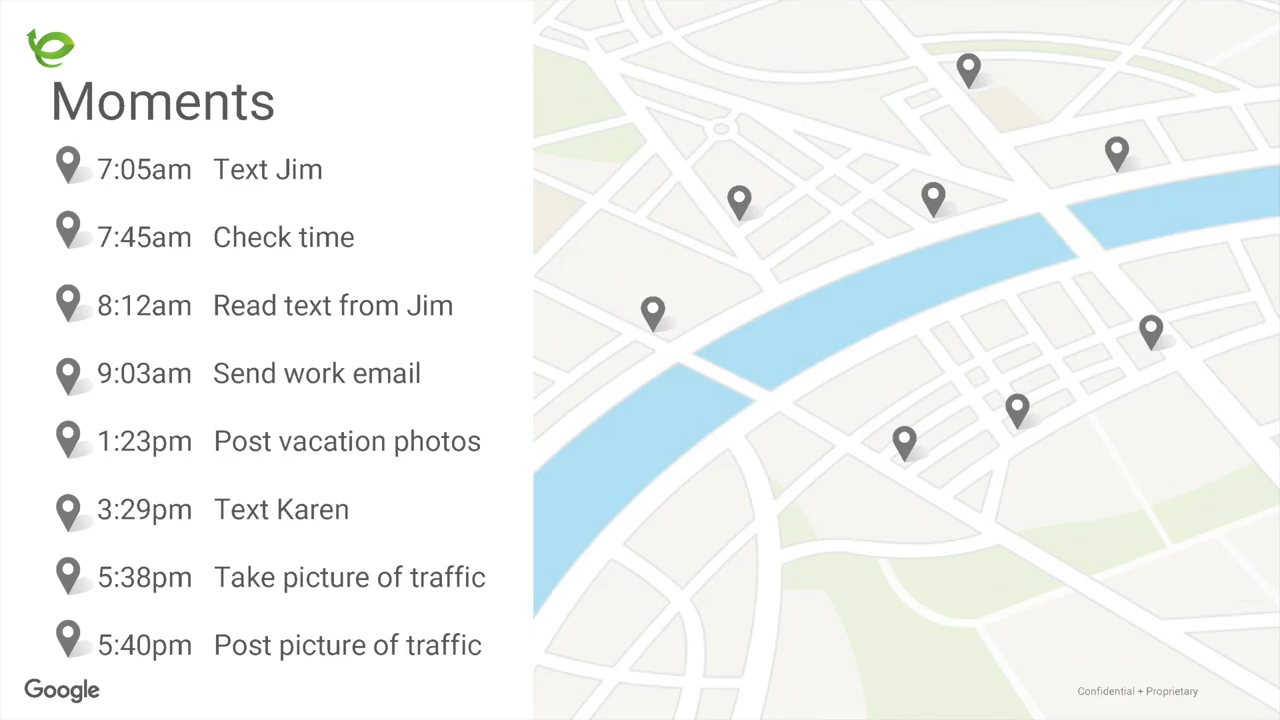 Moments
7:05am Text Jim
7:45am Check time
8:12am Read text from Jim
9:03am Send work email
1:23pm Post vacation photos
3:29pm Text Karen
5:38pm Take picture of traffic
5:40pm Post picture of traffic
Google
Confidential + Proprietary